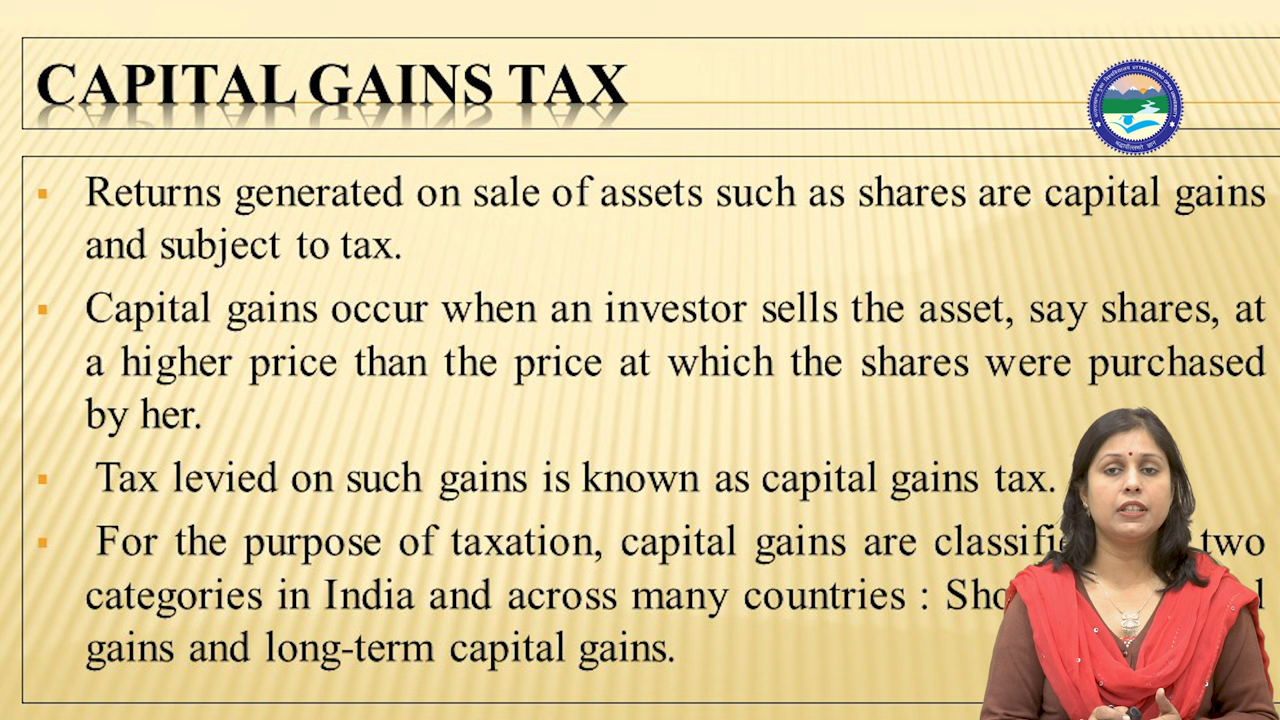 CAPITAL GAINS TAX
UTTARAKHAND OPEN UNIVERSITY
Returns generated on sale of assets such as shares are capital gains
and subject to tax.
Capital gains occur when an investor sells the asset, say shares, at
a higher price than the price at which the shares were purchased
by her.
Tax levied on such gains is known as capital gains tax.
For the purpose of taxation, capital gains are two
categories in India and across many countries :
gains and long-term capital gains.